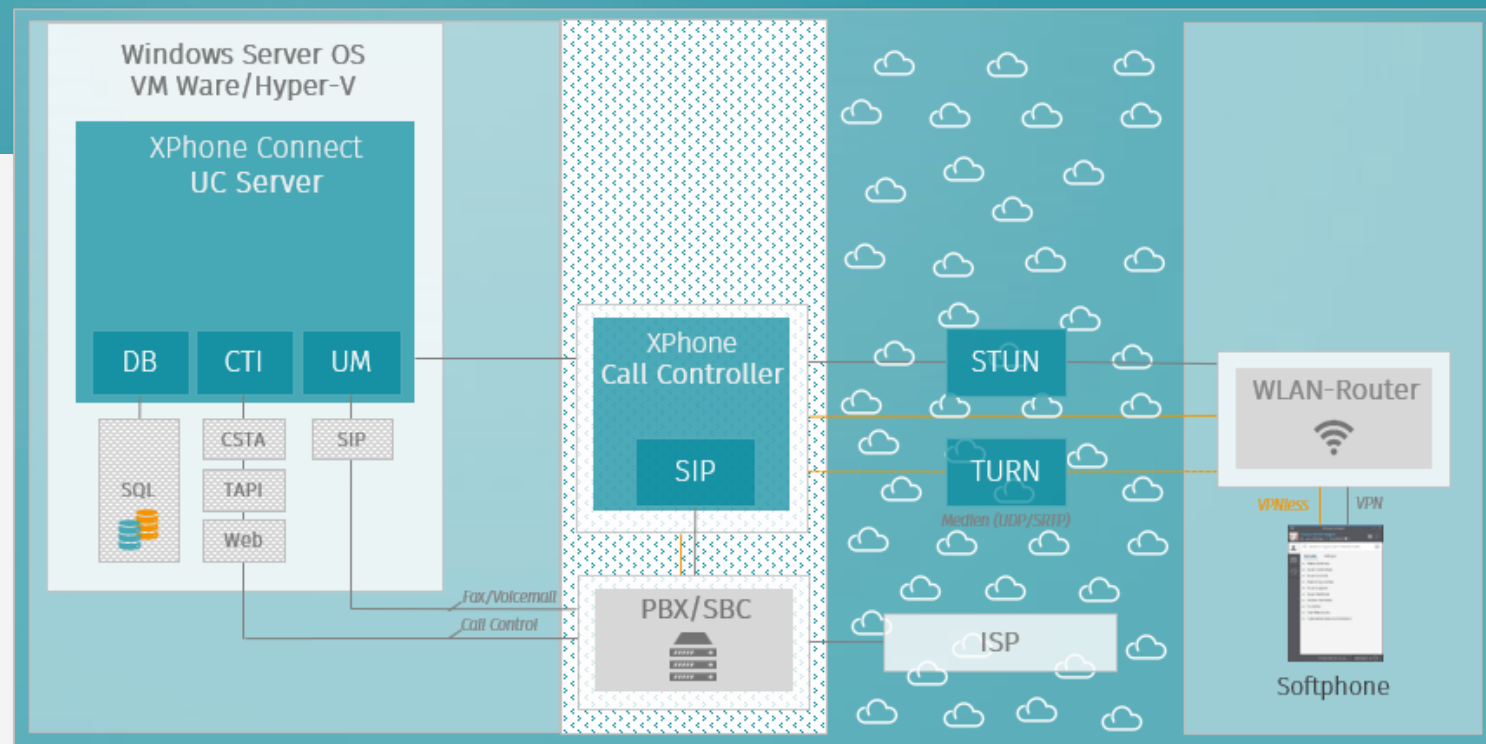 Windows Server OS
VM Ware/Hyper-V
XPhone Connect
UC Server
DB
CTI
UM
SQL
CSTA
TAPI
Web
SIP
Fax/Voicemail
Call Control
XPhone
Call Controller
SIP
PBX/SBC
STUN
TURN
Medien (UDP/SRTP)
ISP
WLAN-Router
VPNless
VPN
Softphone